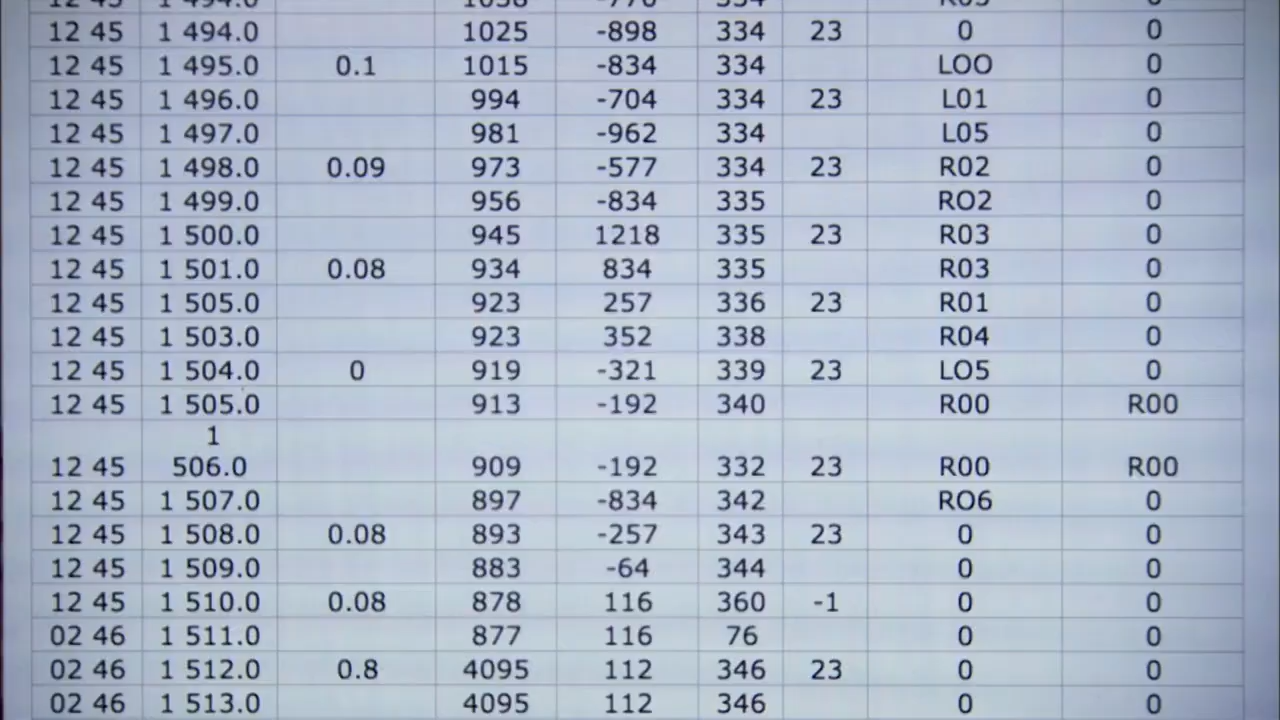 12 45 1 494.0 1025 -898 334 23 0 0
12 45 1 495.0 0.1 1015 -834 334 LOO 0
12 45 1 496.0 994 -704 334 23 L01 0
12 45 1 497.0 981 -962 334 L05 0
12 45 1 498.0 0.09 973 -577 334 23 R02 0
12 45 1 499.0 956 -834 335 RO2 0
12 45 1 500.0 945 1218 335 23 R03 0
12 45 1 501.0 0.08 934 834 335 R03 0
12 45 1 505.0 923 257 336 23 R01 0
12 45 1 503.0 923 352 338 R04 0
12 45 1 504.0 0 919 -321 339 23 LO5 0
12 45 1 505.0 913 -192 340 R00 R00
1
12 45 506.0 909 -192 332 23 R00 R00
12 45 1 507.0 897 -834 342 RO6 0
12 45 1 508.0 0.08 893 -257 343 23 0 0
12 45 1 509.0 883 -64 344 0 0
12 45 1 510.0 0.08 878 116 360 -1 0 0
02 46 1 511.0 877 116 76 0 0
02 46 1 512.0 0.8 4095 112 346 23 0 0
02 46 1 513.0 4095 112 346 0 0